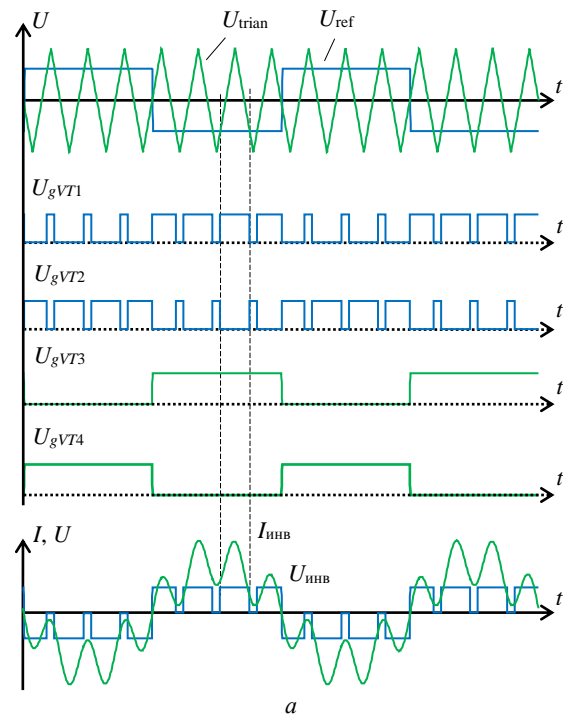 U
U_trian
U_ref
t
U_gVT1
t
U_gVT2
t
U_gVT3
t
U_gVT4
t
I, U
I_инв
U_инв
t
а